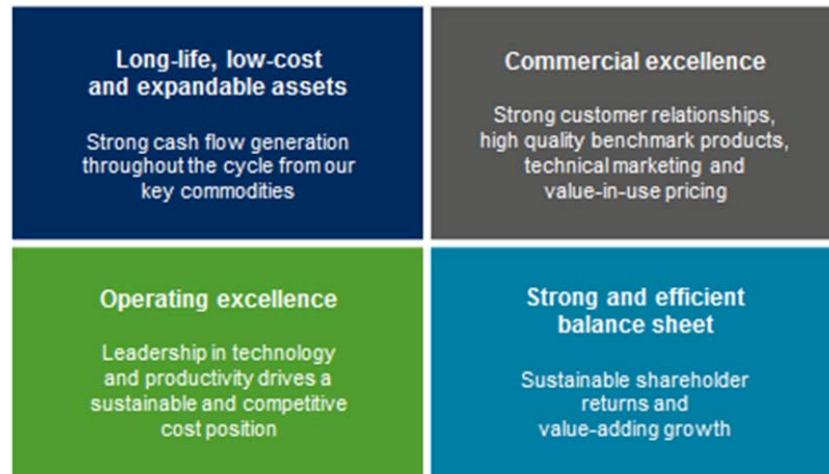 Long-life, low-cost
and expandable assets
Strong cash flow generation
throughout the cycle from our
key commodities
Commercial excellence
Strong customer relationships,
high quality benchmark products,
technical marketing and
value-in-use pricing
Operating excellence
Leadership in technology
and productivity drives a
sustainable and competitive
cost position
Strong and efficient
balance sheet
Sustainable shareholder
returns and
value-adding growth